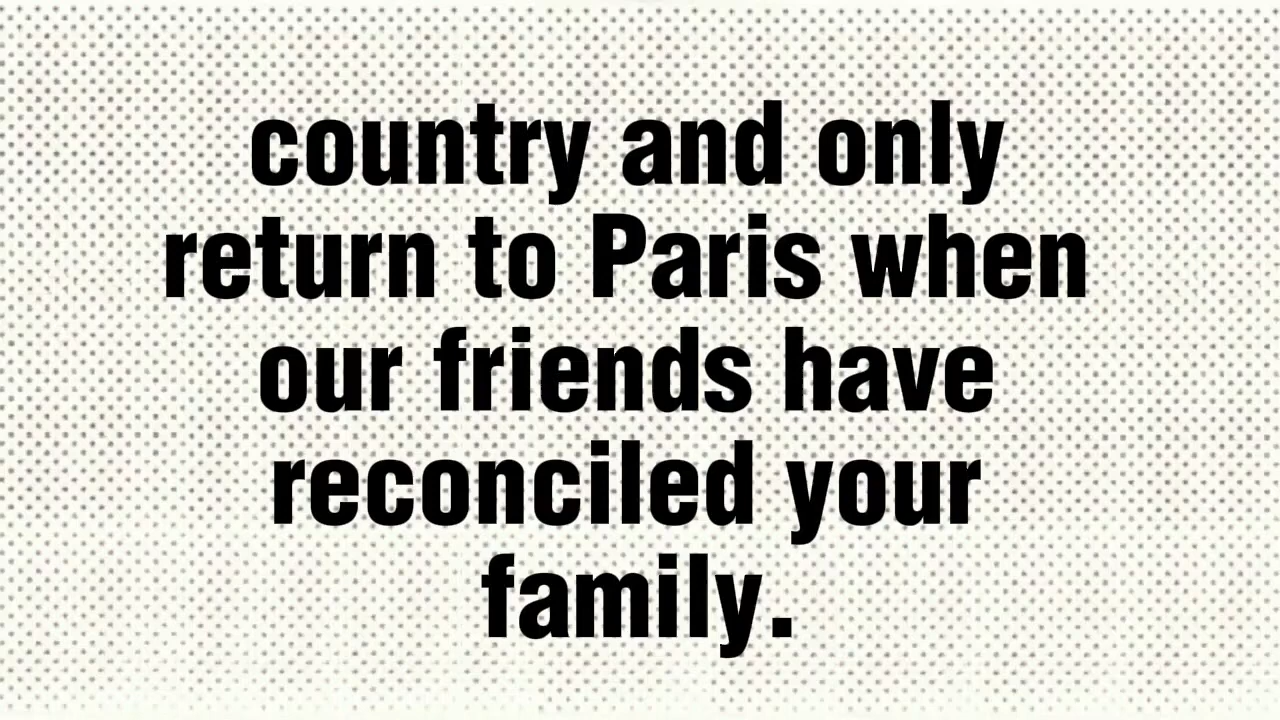 country and only
return to Paris when
our friends have
reconciled your
family.